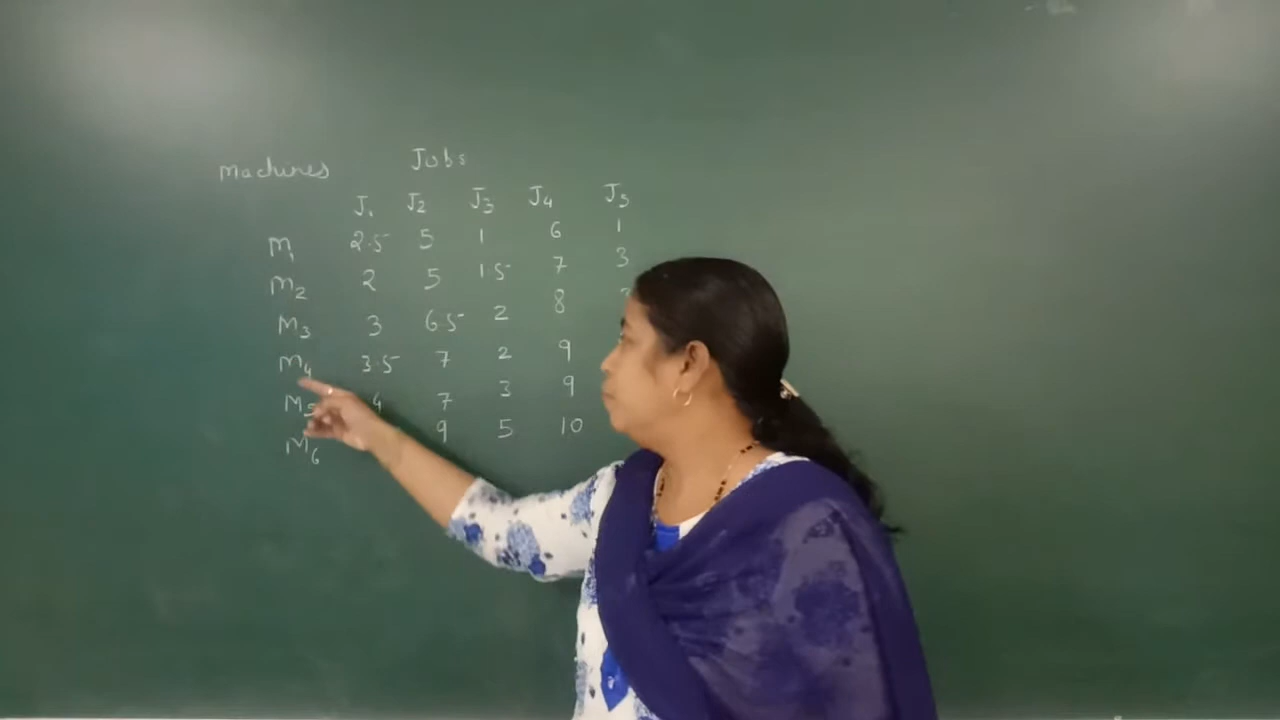 Machines Jobs
J1 J2 J3 J4 J5
M1 2.5 5 1 6 1
M2 2 5 1 5 7 3
M3 3 6.5 2 8
M4 3.5 7 2 9
M5 4 7 3 9
M6 9 5 10